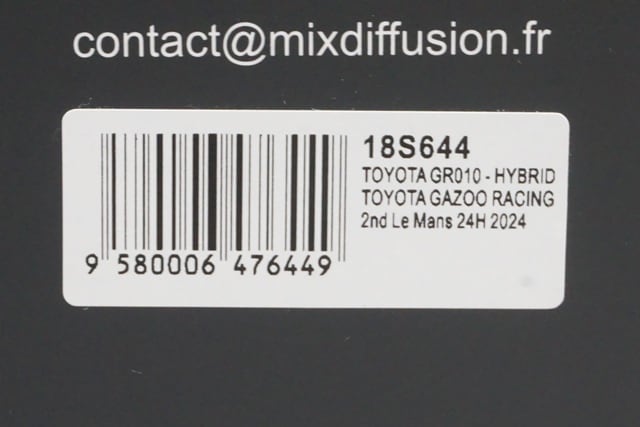 contact@mixdiffusion.fr
18S644
TOYOTA GR010 - HYBRID
TOYOTA GAZOO RACING
2nd Le Mans 24H 2024
9 580006 476449